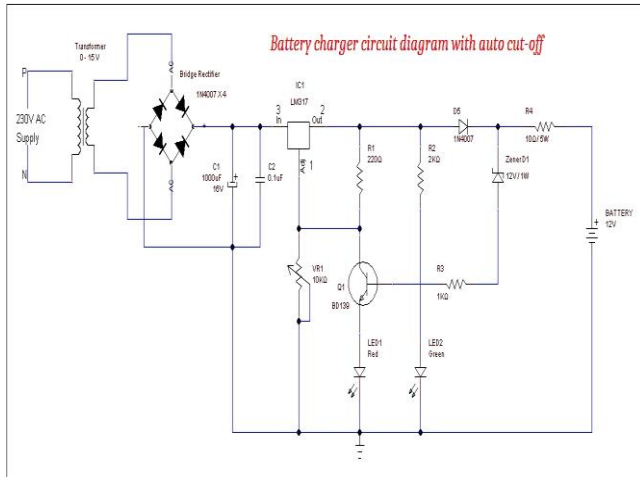 Battery charger circuit diagram with auto cut-off
Transformer
0 - 15V
Bridge Rectifier
1N4007 X 4
AC
AC
P
230V AC
Supply
N
IC1
LM317
3
In
2
Out
1
Adj
C1
1000uF
16V
C2
0.1uF
R1
220Ω
R2
2KΩ
D5
1N4007
R4
10Ω / 5W
Zener D1
12V / 1W
BATTERY
12V
VR1
10KΩ
Q1
BD139
R3
1KΩ
LED1
Red
LED2
Green